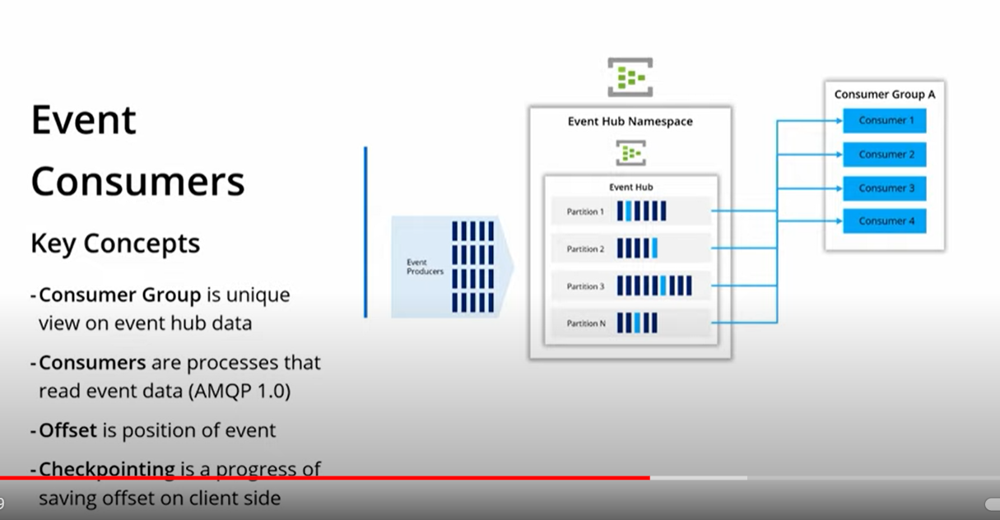 Event
Consumers
Key Concepts
-Consumer Group is unique
view on event hub data
-Consumers are processes that
read event data (AMQP 1.0)
-Offset is position of event
-Checkpointing is a progress of
saving offset on client side
Event
Producers
Event Hub Namespace
Event Hub
Partition 1
Partition 2
Partition 3
Partition N
Consumer Group A
Consumer 1
Consumer 2
Consumer 3
Consumer 4
9